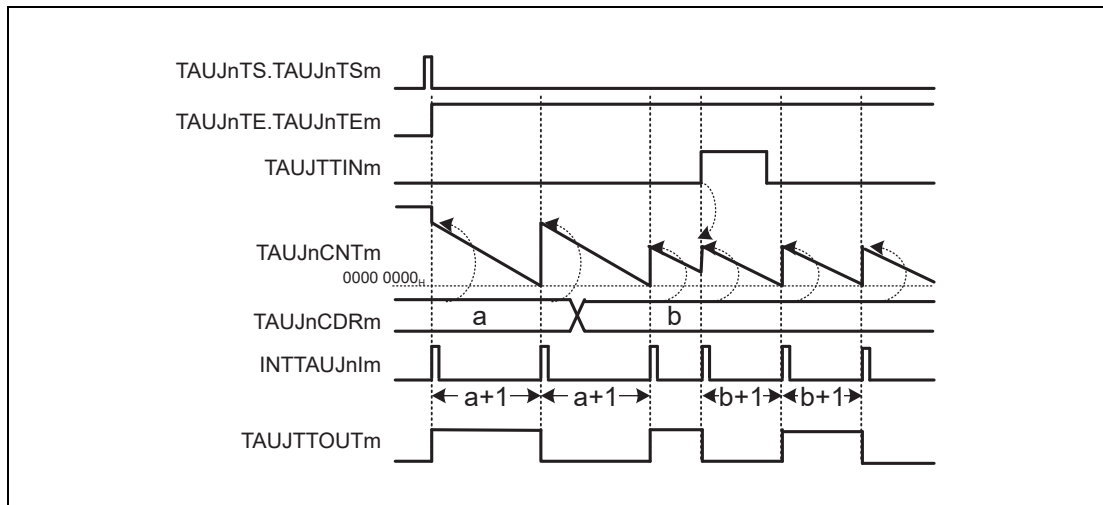 TAUJnTS.TAUJnTSm
TAUJnTE.TAUJnTEm
TAUJTTINm
TAUJnCNTm
0000 0000H
TAUJnCDRm
a
b
INTTAUJnIm
a+1
a+1
b+1
b+1
TAUJTTOUTm